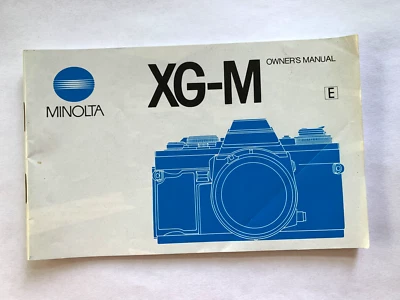 MINOLTA
XG-M
OWNER'S MANUAL
E